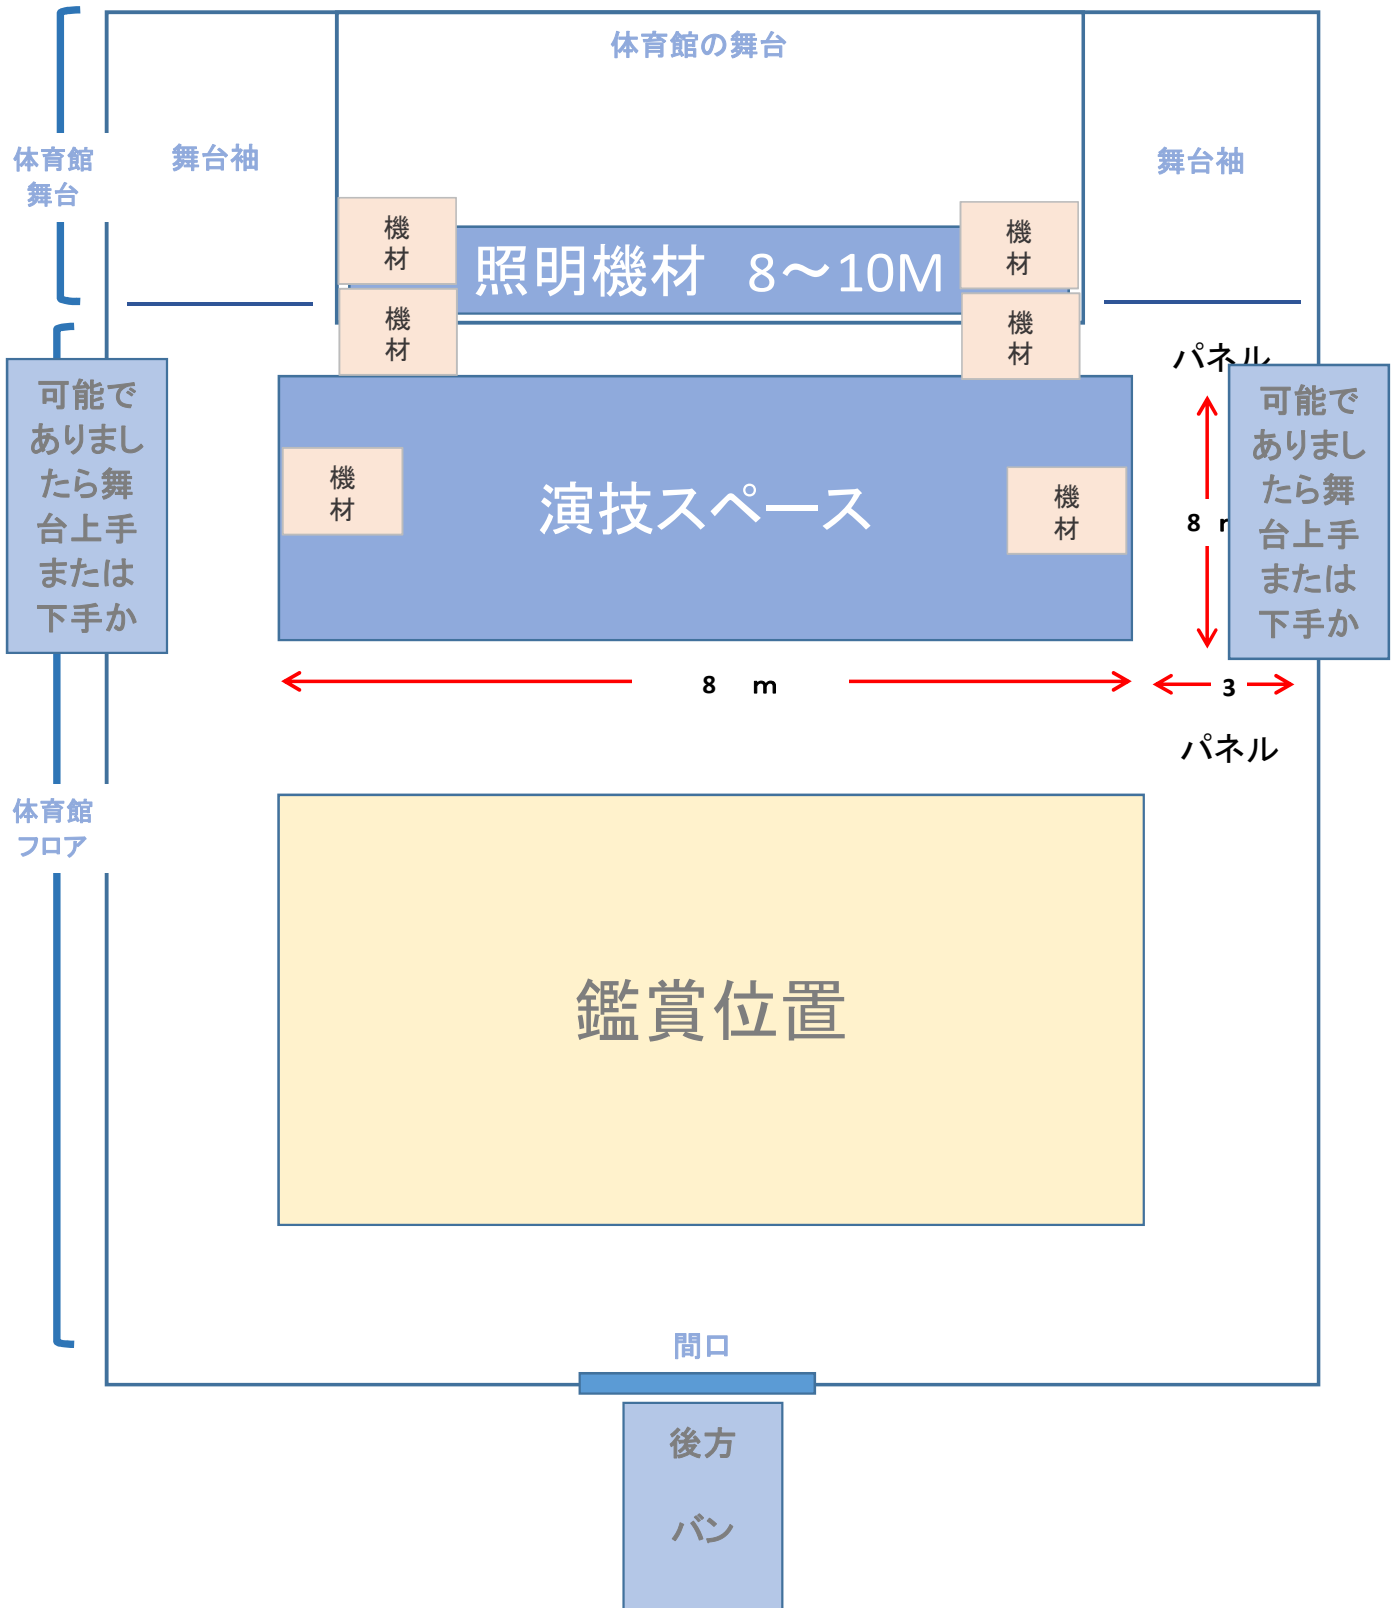 体育館の舞台
体育館
舞台
舞台袖
舞台袖
機
材
機
材
照明機材　8～10M
機
材
機
材
パネル
可能で
ありまし
たら舞
台上手
または
下手か
可能で
ありまし
たら舞
台上手
または
下手か
機
材
演技スペース
機
材
8
8　m
3
パネル
体育館
フロア
鑑賞位置
間口
後方
バン